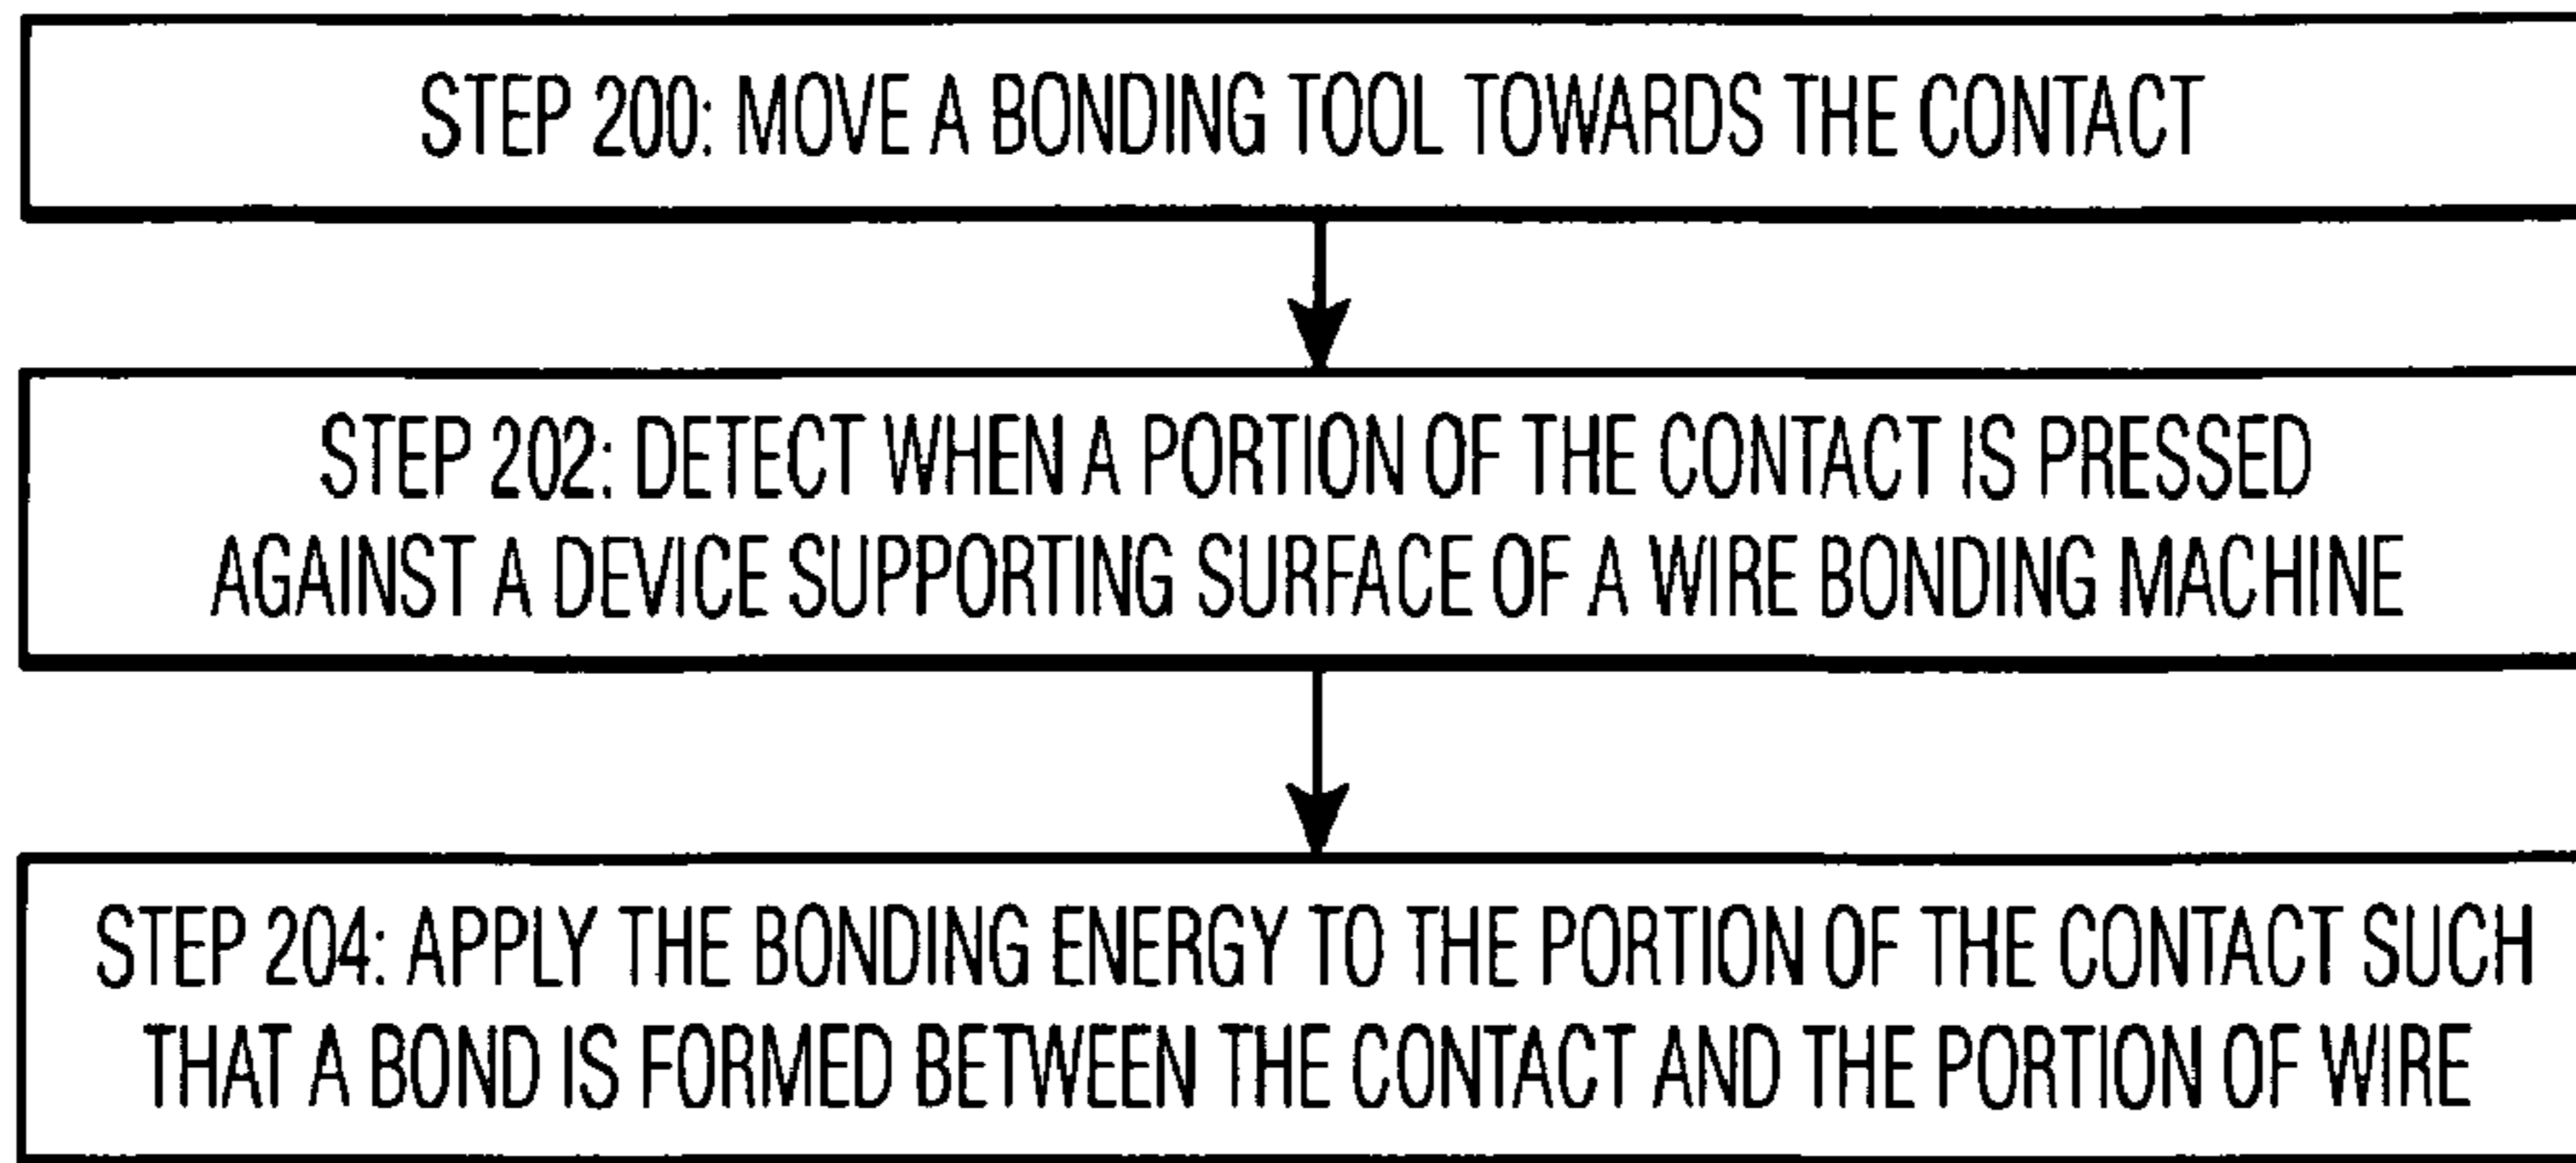 STEP 200: MOVE A BONDING TOOL TOWARDS THE CONTACT
STEP 202: DETECT WHEN A PORTION OF THE CONTACT IS PRESSED
AGAINST A DEVICE SUPPORTING SURFACE OF A WIRE BONDING MACHINE
STEP 204: APPLY THE BONDING ENERGY TO THE PORTION OF THE CONTACT SUCH
THAT A BOND IS FORMED BETWEEN THE CONTACT AND THE PORTION OF WIRE